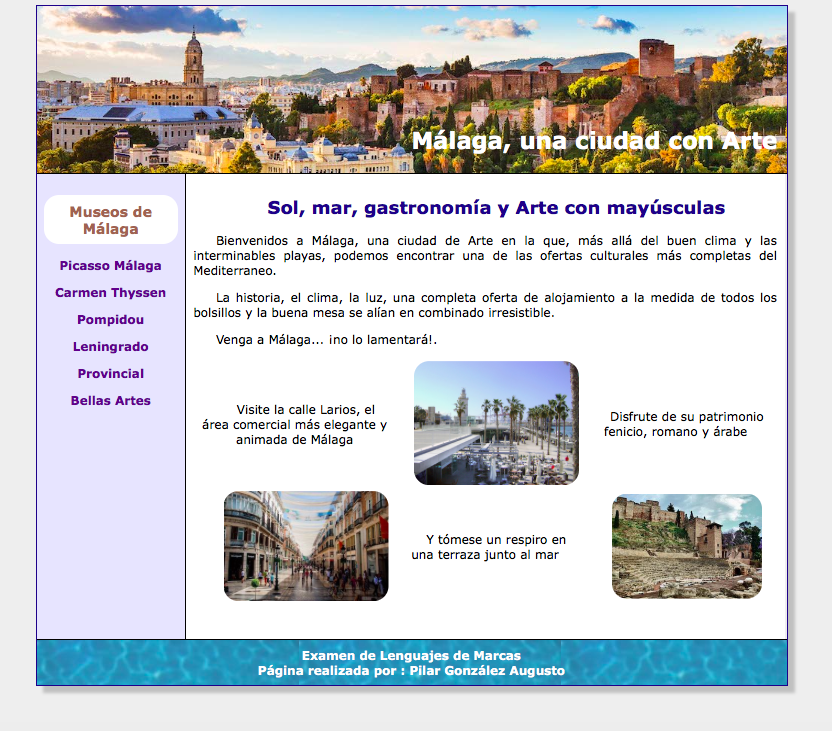 Málaga, una ciudad con Arte
Museos de
Málaga
Picasso Málaga
Carmen Thyssen
Pompidou
Leningrado
Provincial
Bellas Artes
Sol, mar, gastronomía y Arte con mayúsculas
Bienvenidos a Málaga, una ciudad de Arte en la que, más allá del buen clima y las
interminables playas, podemos encontrar una de las ofertas culturales más completas del
Mediterraneo.
La historia, el clima, la luz, una completa oferta de alojamiento a la medida de todos los
bolsillos y la buena mesa se alían en combinado irresistible.
Venga a Málaga... ¡no lo lamentará!.
Visite la calle Larios, el
área comercial más elegante y
animada de Málaga
Disfrute de su patrimonio
fenicio, romano y árabe
Y tómese un respiro en
una terraza junto al mar
Examen de Lenguajes de Marcas
Página realizada por : Pilar González Augusto